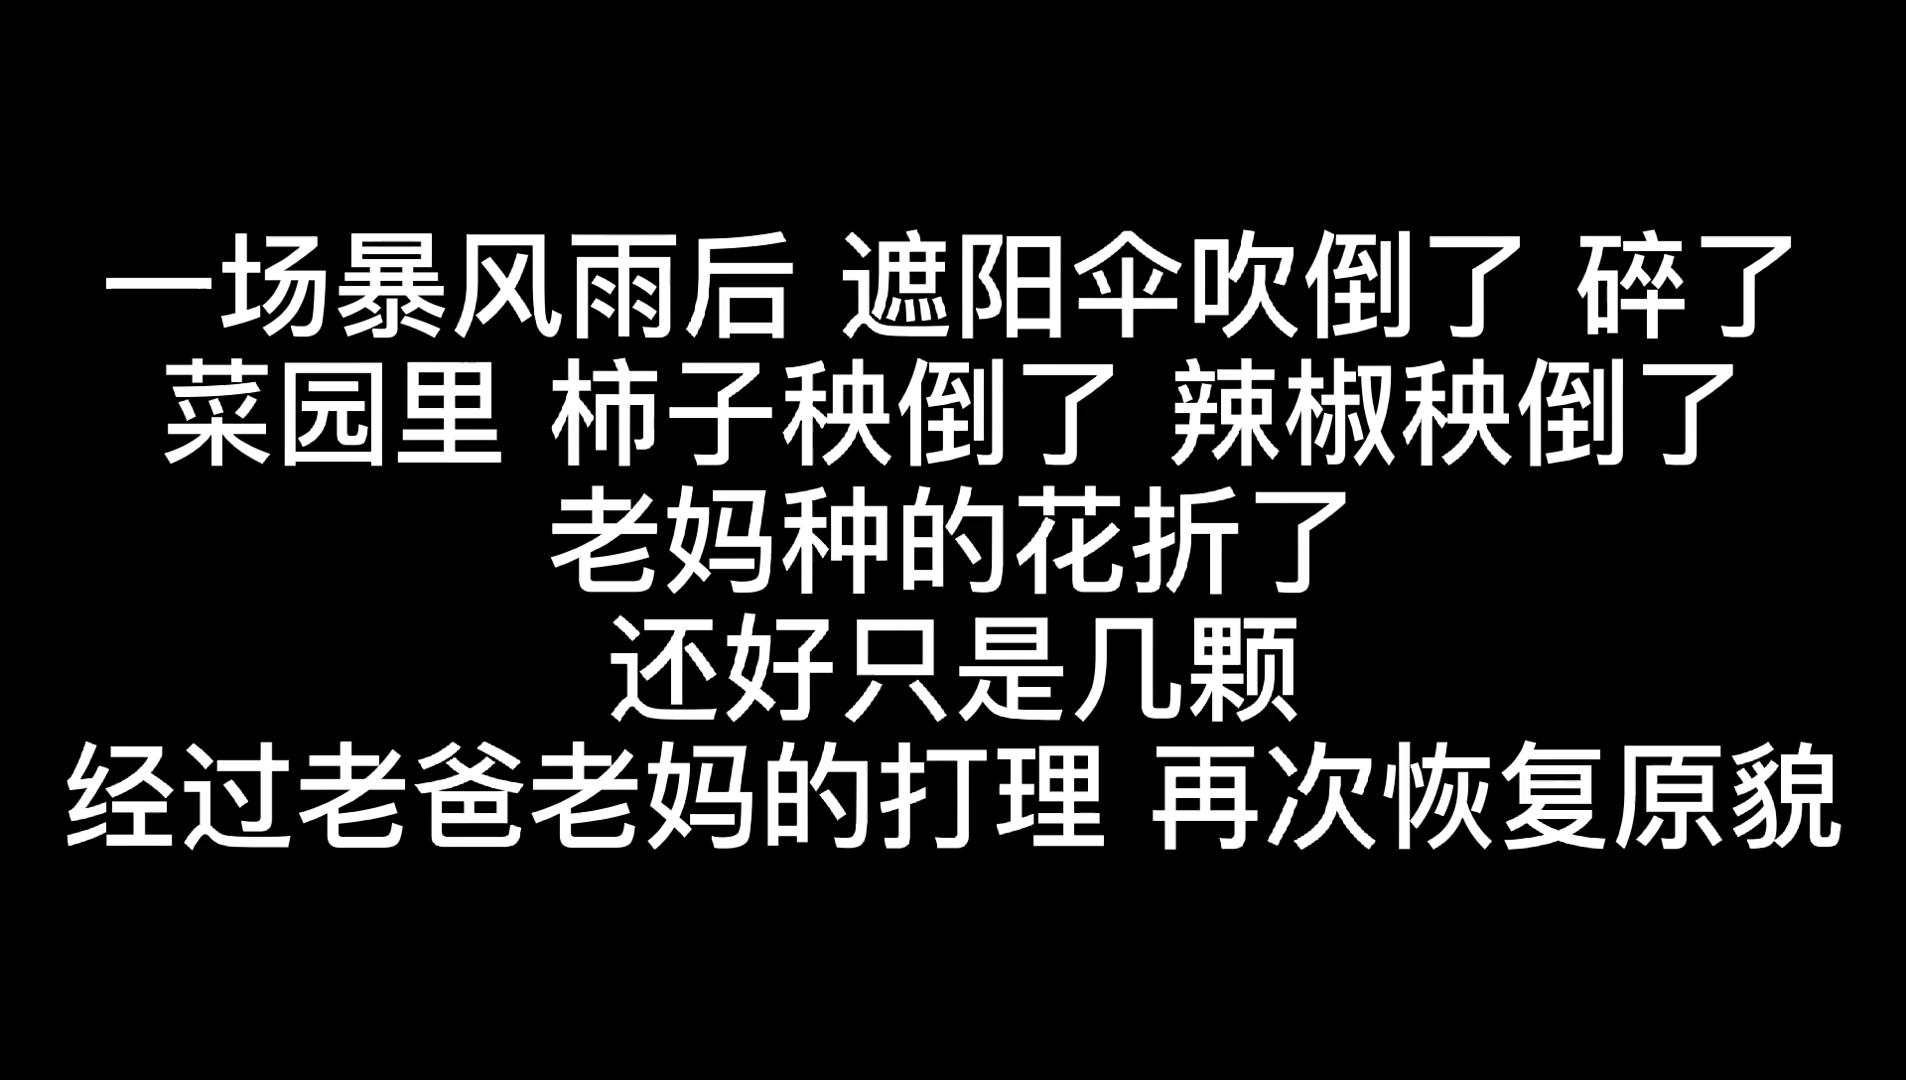 一场暴风雨后 遮阳伞吹倒了 碎了
菜园里 柿子秧倒了 辣椒秧倒了
老妈种的花折了
还好只是几颗
经过老爸老妈的打理 再次恢复原貌